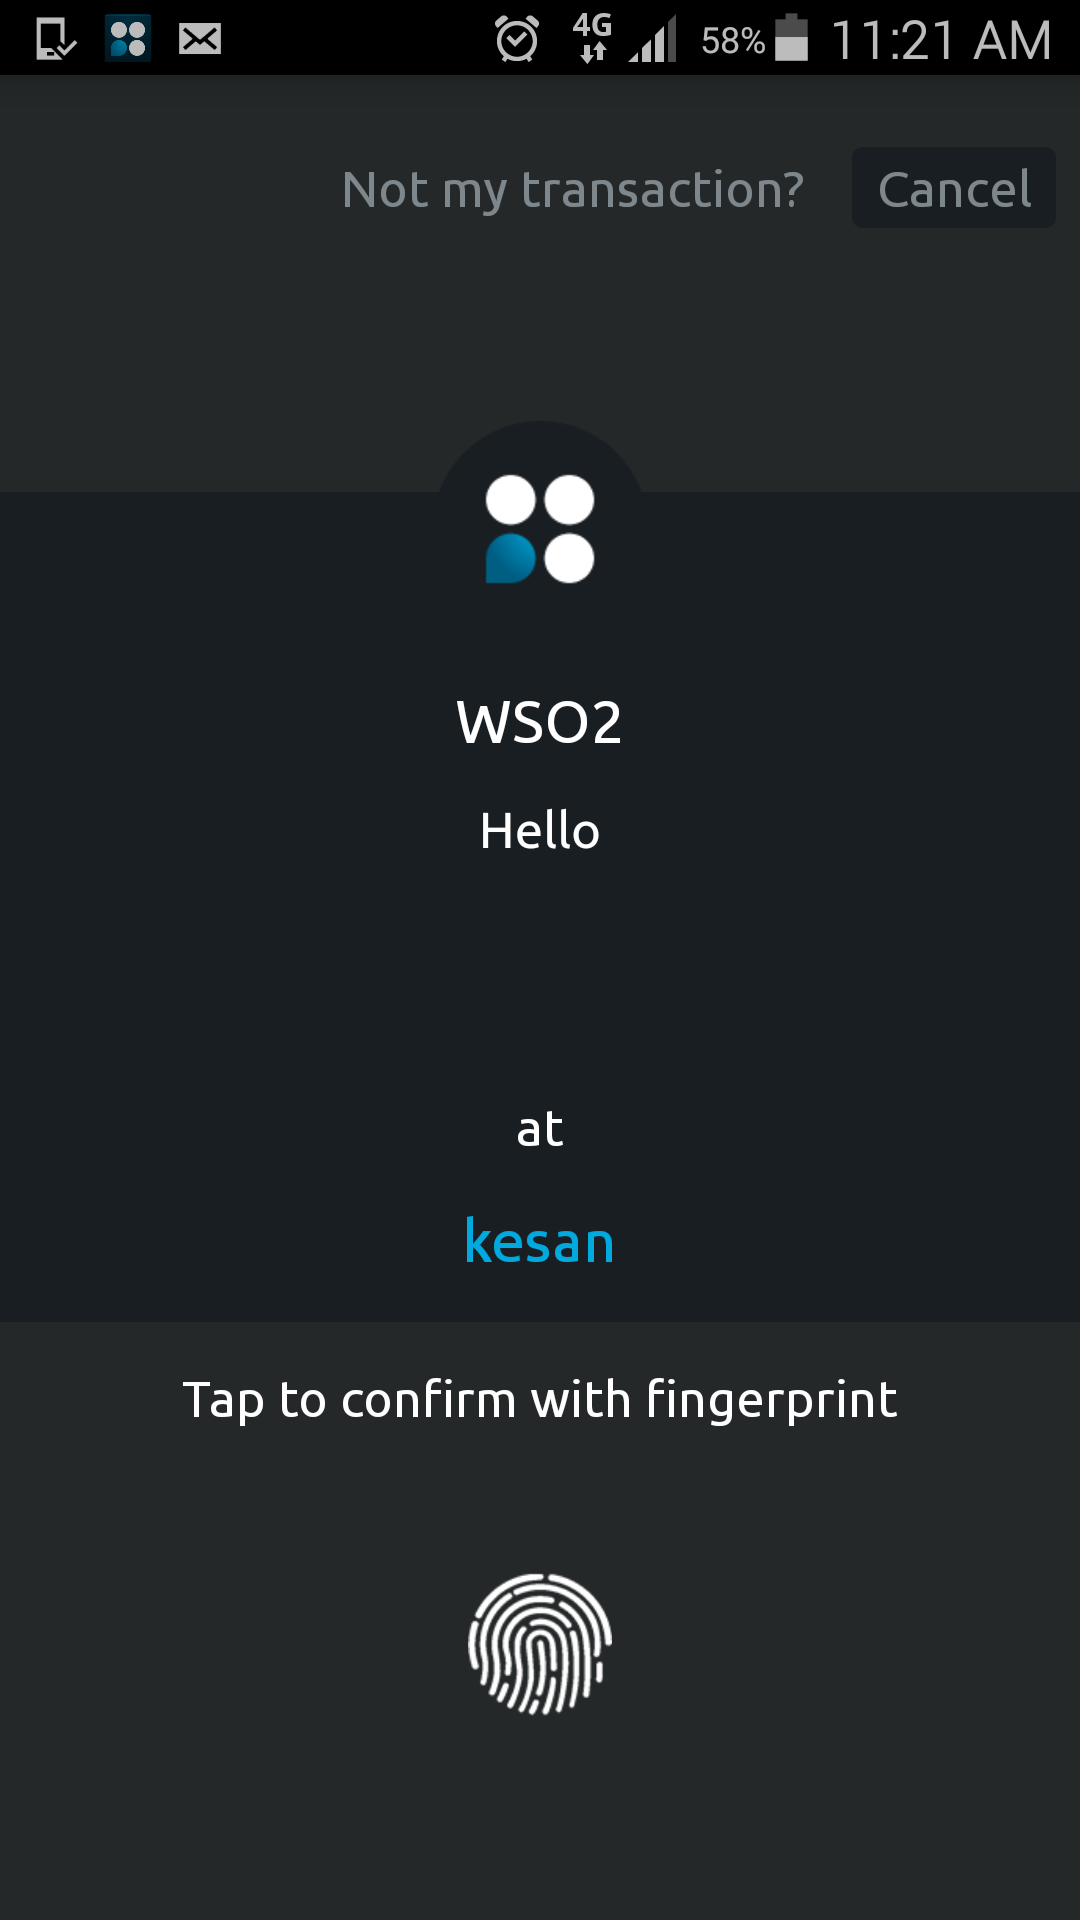 4G 58% 11:21 AM
Not my transaction? Cancel
WSO2
Hello
at
kesan
Tap to confirm with fingerprint